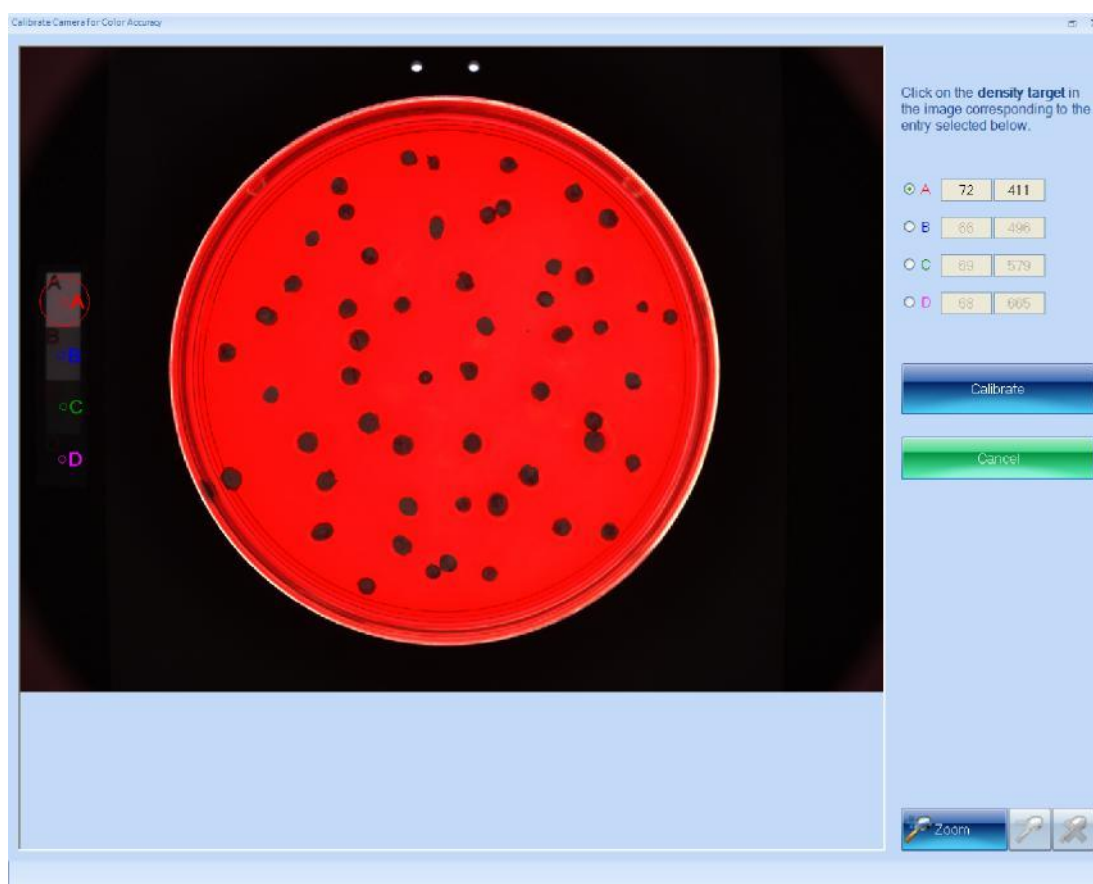 Calibrate Camera for Color Accuracy
Click on the density target in
the image corresponding to the
entry selected below.
A 72 411
B 66 496
C 69 579
D 68 665
A
A
B
B
C
D
Calibrate
Cancel
Zoom